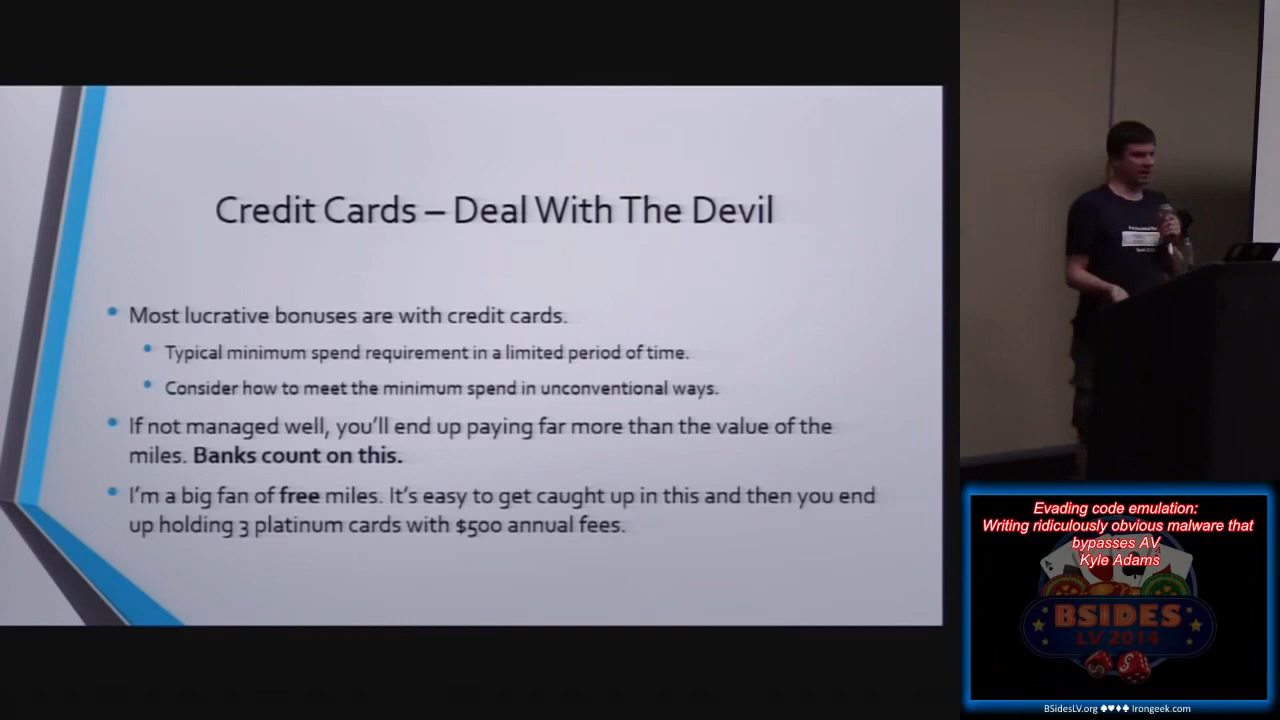 Credit Cards – Deal With The Devil
Most lucrative bonuses are with credit cards.
Typical minimum spend requirement in a limited period of time.
Consider how to meet the minimum spend in unconventional ways.
If not managed well, you'll end up paying far more than the value of the
miles. Banks count on this.
I'm a big fan of free miles. It's easy to get caught up in this and then you end
up holding 3 platinum cards with $500 annual fees.
Evading code emulation:
Writing ridiculously obvious malware that
bypasses AV
Kyle Adams
BSIDES
LV 2014
BSidesLV.org ♠♥♦♣ Irongeek.com